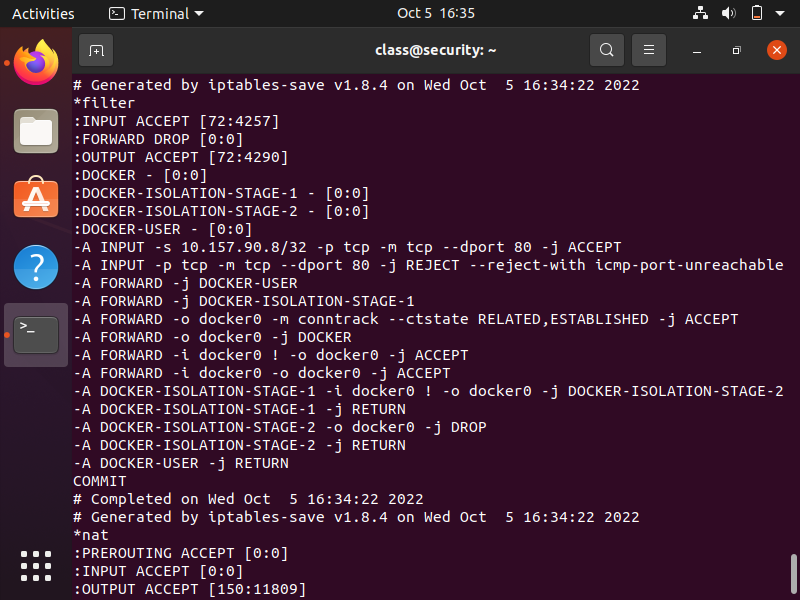 Activities Terminal Oct 5 16:35
class@security: ~
# Generated by iptables-save v1.8.4 on Wed Oct  5 16:34:22 2022
*filter
:INPUT ACCEPT [72:4257]
:FORWARD DROP [0:0]
:OUTPUT ACCEPT [72:4290]
:DOCKER - [0:0]
:DOCKER-ISOLATION-STAGE-1 - [0:0]
:DOCKER-ISOLATION-STAGE-2 - [0:0]
:DOCKER-USER - [0:0]
-A INPUT -s 10.157.90.8/32 -p tcp -m tcp --dport 80 -j ACCEPT
-A INPUT -p tcp -m tcp --dport 80 -j REJECT --reject-with icmp-port-unreachable
-A FORWARD -j DOCKER-USER
-A FORWARD -j DOCKER-ISOLATION-STAGE-1
-A FORWARD -o docker0 -m conntrack --ctstate RELATED,ESTABLISHED -j ACCEPT
-A FORWARD -o docker0 -j DOCKER
-A FORWARD -i docker0 ! -o docker0 -j ACCEPT
-A FORWARD -i docker0 -o docker0 -j ACCEPT
-A DOCKER-ISOLATION-STAGE-1 -i docker0 ! -o docker0 -j DOCKER-ISOLATION-STAGE-2
-A DOCKER-ISOLATION-STAGE-1 -j RETURN
-A DOCKER-ISOLATION-STAGE-2 -o docker0 -j DROP
-A DOCKER-ISOLATION-STAGE-2 -j RETURN
-A DOCKER-USER -j RETURN
COMMIT
# Completed on Wed Oct  5 16:34:22 2022
# Generated by iptables-save v1.8.4 on Wed Oct  5 16:34:22 2022
*nat
:PREROUTING ACCEPT [0:0]
:INPUT ACCEPT [0:0]
:OUTPUT ACCEPT [150:11809]